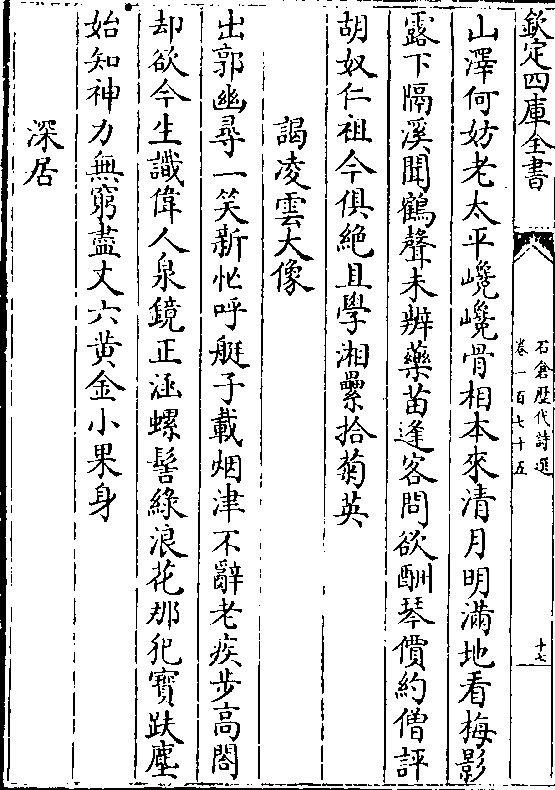 欽定四庫全書
石倉歴代詩選
卷一百七十五
十七
山澤何妨老太平巉巉骨相本來清月明滿地看梅影
露下隔溪聞鶴聲未辨藥苗逢客問欲酬琴價約僧評
胡奴仁祖今俱絶且學湘纍拾菊英
謁凌雲大像
出郭幽尋一笑新忙呼艇子載烟津不辭老疾步高閣
却欲今生識偉人泉鏡正涵螺髻綠浪花那犯寳趺塵
始知神力無窮盡丈六黄金小果身
深居